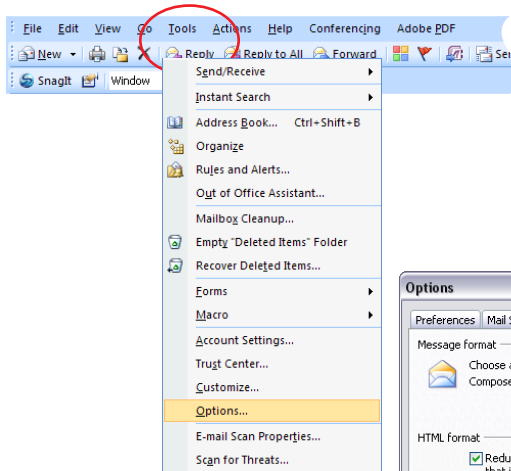 File Edit View Go Tools Actions Help Conferencing Adobe PDF
New Reply Reply to All Forward
SnagIt Window
Send/Receive
Instant Search
Address Book... Ctrl+Shift+B
Organize
Rules and Alerts...
Out of Office Assistant...
Mailbox Cleanup...
Empty "Deleted Items" Folder
Recover Deleted Items...
Forms
Macro
Account Settings...
Trust Center...
Customize...
Options...
E-mail Scan Properties...
Scan for Threats...
Options
Preferences Mail
Message format
Choose
Compose
HTML format